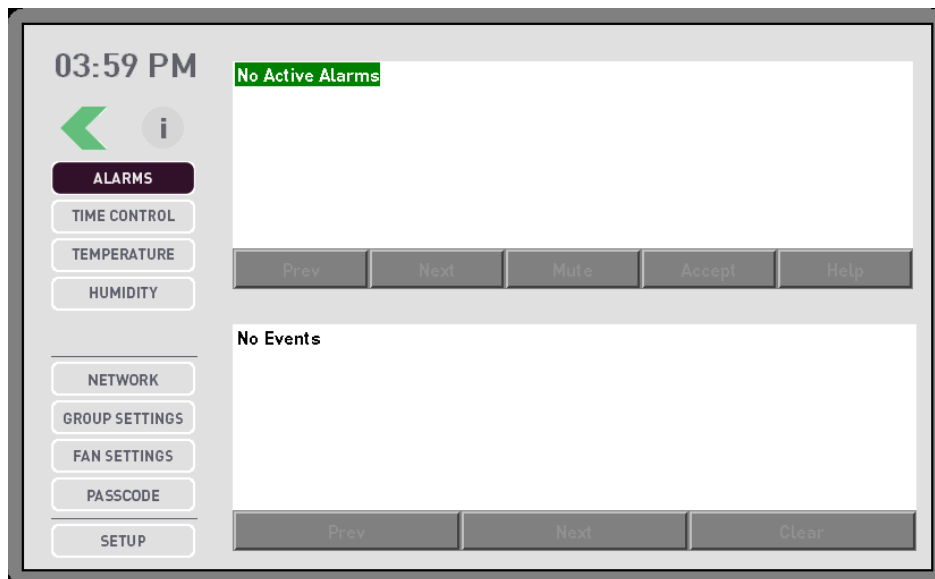 03:59 PM
i
ALARMS
TIME CONTROL
TEMPERATURE
HUMIDITY
NETWORK
GROUP SETTINGS
FAN SETTINGS
PASSCODE
SETUP
No Active Alarms
Prev Next Mute Accept Help
No Events
Prev Next Clear